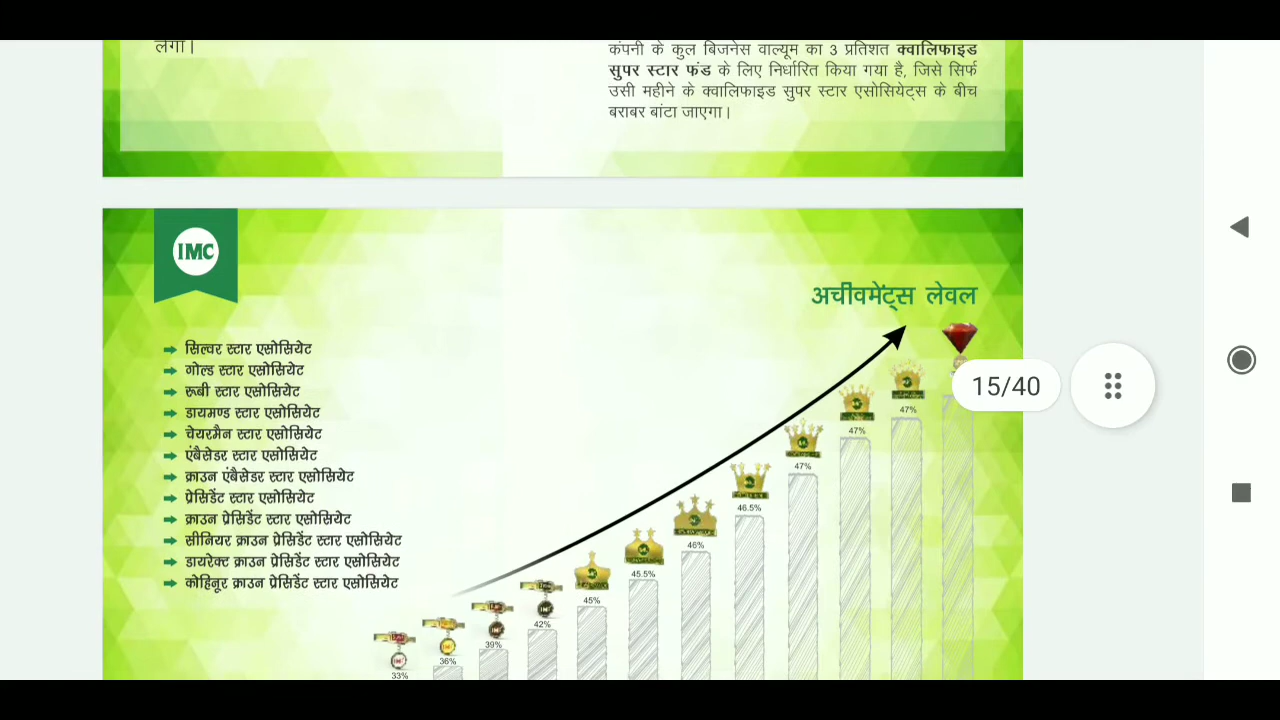 लेगा।
कंपनी के कुल बिजनेस वाल्यूम का 3 प्रतिशत क्वालिफाइड
सुपर स्टार फंड के लिए निर्धारित किया गया है, जिसे सिर्फ
उसी महीने के क्वालिफाइड सुपर स्टार एसोसियेट्स के बीच
बराबर बांटा जाएगा।
IMC
अचीवमेंट्स लेवल
सिल्वर स्टार एसोसियेट
गोल्ड स्टार एसोसियेट
रूबी स्टार एसोसियेट
डायमण्ड स्टार एसोसियेट
चेयरमैन स्टार एसोसियेट
एंबैसेडर स्टार एसोसियेट
क्राउन एंबैसेडर स्टार एसोसियेट
प्रेसिडेंट स्टार एसोसियेट
क्राउन प्रेसिडेंट स्टार एसोसियेट
सीनियर क्राउन प्रेसिडेंट स्टार एसोसियेट
डायरेक्ट क्राउन प्रेसिडेंट स्टार एसोसियेट
कोहिनूर क्राउन प्रेसिडेंट स्टार एसोसियेट
33%
36%
39%
42%
45%
45.5%
46%
46.5%
47%
47%
47%
15/40